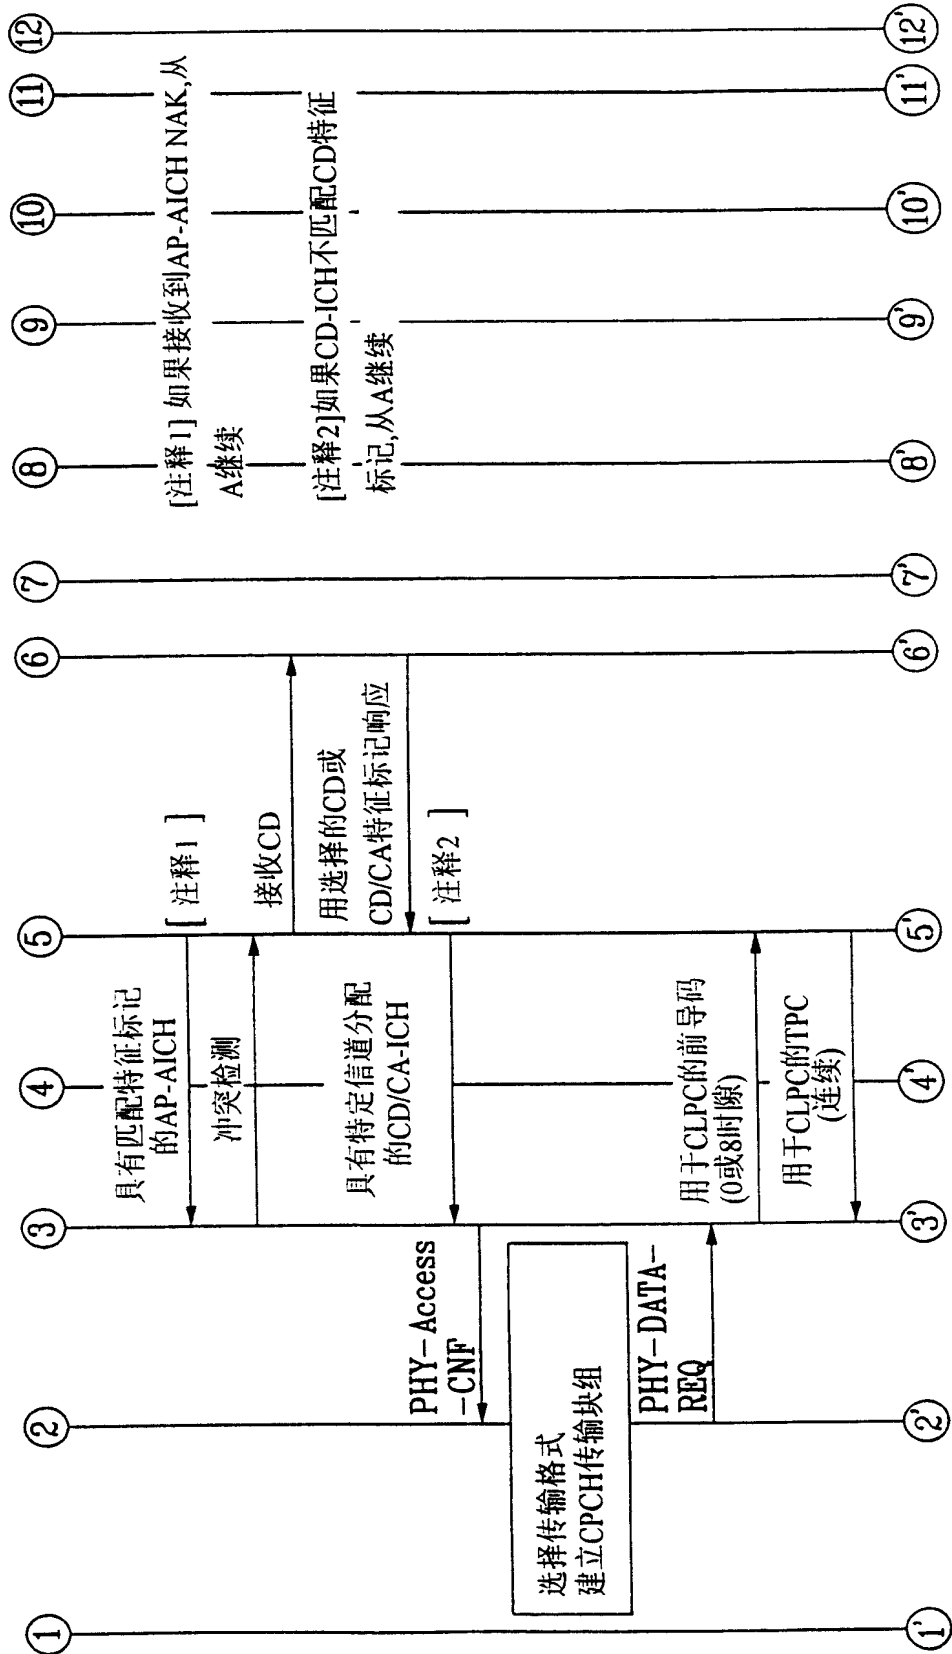 ①
②
③
④
⑤
⑥
⑦
⑧
⑨
⑩
⑪
⑫
具有匹配特征标记
的AP-AICH
[注释1]
[注释1] 如果接收到AP-AICH NAK,从
A继续
冲突检测
接收CD
用选择的CD或
CD/CA特征标记响应
[注释2]如果CD-ICH不匹配CD特征
标记,从A继续
具有特定信道分配
的CD/CA-ICH
[注释2]
PHY-Access
-CNF
选择传输格式
建立CPCH传输块组
PHY-DATA-
REQ
用于CLPC的前导码
(0或8时隙)
用于CLPC的TPC
(连续)
1'
2'
3'
4'
5'
6'
7'
8'
9'
10'
11'
12'